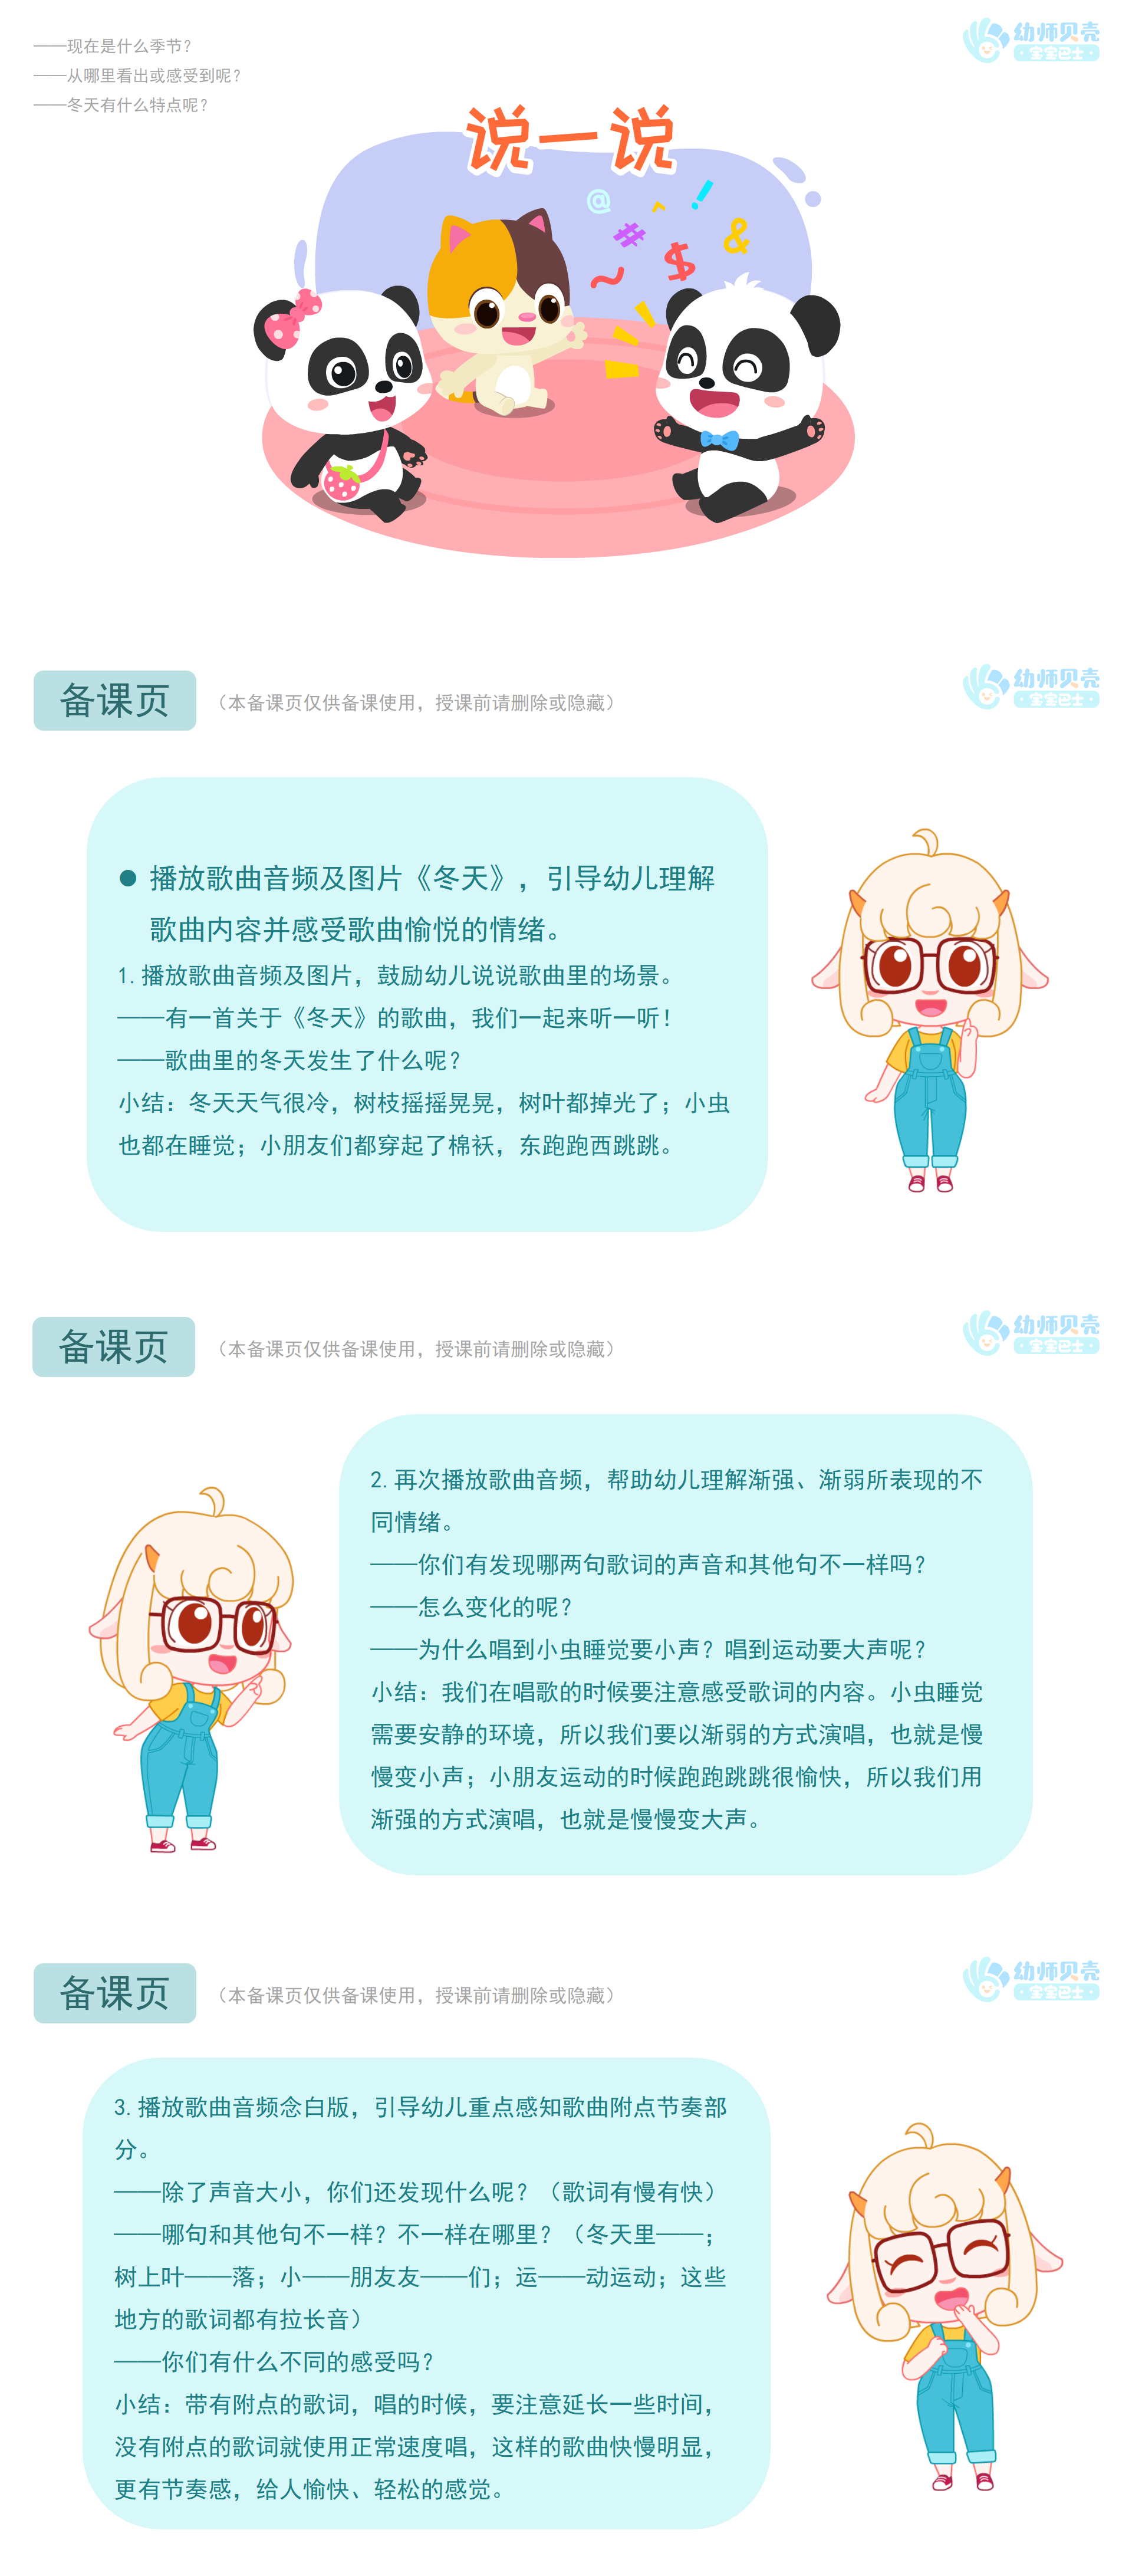 ——现在是什么季节？
——从哪里看出或感受到呢？
——冬天有什么特点呢？
幼师贝壳
·宝宝巴士·
说一说
@ ^ ! # & $ ~
备课页
（本备课页仅供备课使用，授课前请删除或隐藏）
幼师贝壳
·宝宝巴士·
● 播放歌曲音频及图片《冬天》，引导幼儿理解
歌曲内容并感受歌曲愉悦的情绪。
1.播放歌曲音频及图片，鼓励幼儿说说歌曲里的场景。
——有一首关于《冬天》的歌曲，我们一起来听一听！
——歌曲里的冬天发生了什么呢？
小结：冬天天气很冷，树枝摇摇晃晃，树叶都掉光了；小虫
也都在睡觉；小朋友们都穿起了棉袄，东跑跑西跳跳。
备课页
（本备课页仅供备课使用，授课前请删除或隐藏）
幼师贝壳
·宝宝巴士·
2.再次播放歌曲音频，帮助幼儿理解渐强、渐弱所表现的不
同情绪。
——你们有发现哪两句歌词的声音和其他句不一样吗？
——怎么变化的呢？
——为什么唱到小虫睡觉要小声？唱到运动要大声呢？
小结：我们在唱歌的时候要注意感受歌词的内容。小虫睡觉
需要安静的环境，所以我们要以渐弱的方式演唱，也就是慢
慢变小声；小朋友运动的时候跑跑跳跳很愉快，所以我们用
渐强的方式演唱，也就是慢慢变大声。
备课页
（本备课页仅供备课使用，授课前请删除或隐藏）
幼师贝壳
·宝宝巴士·
3.播放歌曲音频念白版，引导幼儿重点感知歌曲附点节奏部
分。
——除了声音大小，你们还发现什么呢？（歌词有慢有快）
——哪句和其他句不一样？不一样在哪里？（冬天里——；
树上叶——落；小——朋友友——们；运——动运动；这些
地方的歌词都有拉长音）
——你们有什么不同的感受吗？
小结：带有附点的歌词，唱的时候，要注意延长一些时间，
没有附点的歌词就使用正常速度唱，这样的歌曲快慢明显，
更有节奏感，给人愉快、轻松的感觉。